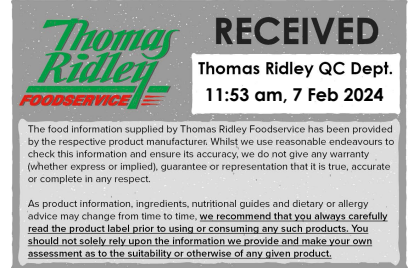 Thomas
Ridley
FOODSERVICE
RECEIVED
Thomas Ridley QC Dept.
11:53 am, 7 Feb 2024
The food information supplied by Thomas Ridley Foodservice has been provided
by the respective product manufacturer. Whilst we use reasonable endeavours to
check this information and ensure its accuracy, we do not give any warranty
(whether express or implied), guarantee or representation that it is true, accurate
or complete in any respect.
As product information, ingredients, nutritional guides and dietary or allergy
advice may change from time to time, we recommend that you always carefully
read the product label prior to using or consuming any such products. You
should not solely rely upon the information we provide and make your own
assessment as to the suitability or otherwise of any given product.